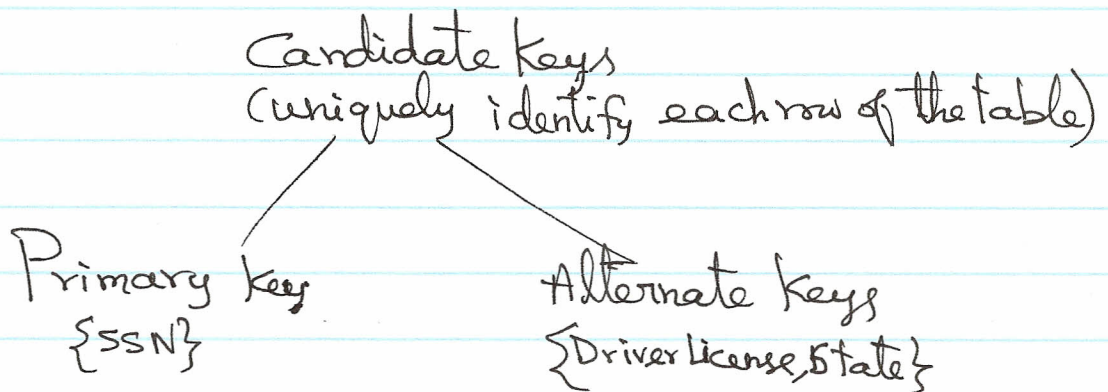 Candidate Keys
(uniquely identify each row of the table)
Primary Key
Alternate Keys
{SSN}
{Driver License, State}